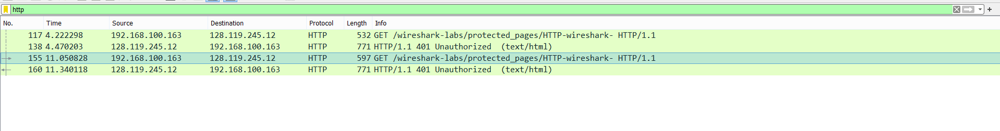 http
No. Time Source Destination Protocol Length Info
117 4.222298 192.168.100.163 128.119.245.12 HTTP 532 GET /wireshark-labs/protected_pages/HTTP-wireshark- HTTP/1.1
138 4.470203 128.119.245.12 192.168.100.163 HTTP 771 HTTP/1.1 401 Unauthorized (text/html)
155 11.050828 192.168.100.163 128.119.245.12 HTTP 597 GET /wireshark-labs/protected_pages/HTTP-wireshark- HTTP/1.1
160 11.340118 128.119.245.12 192.168.100.163 HTTP 771 HTTP/1.1 401 Unauthorized (text/html)